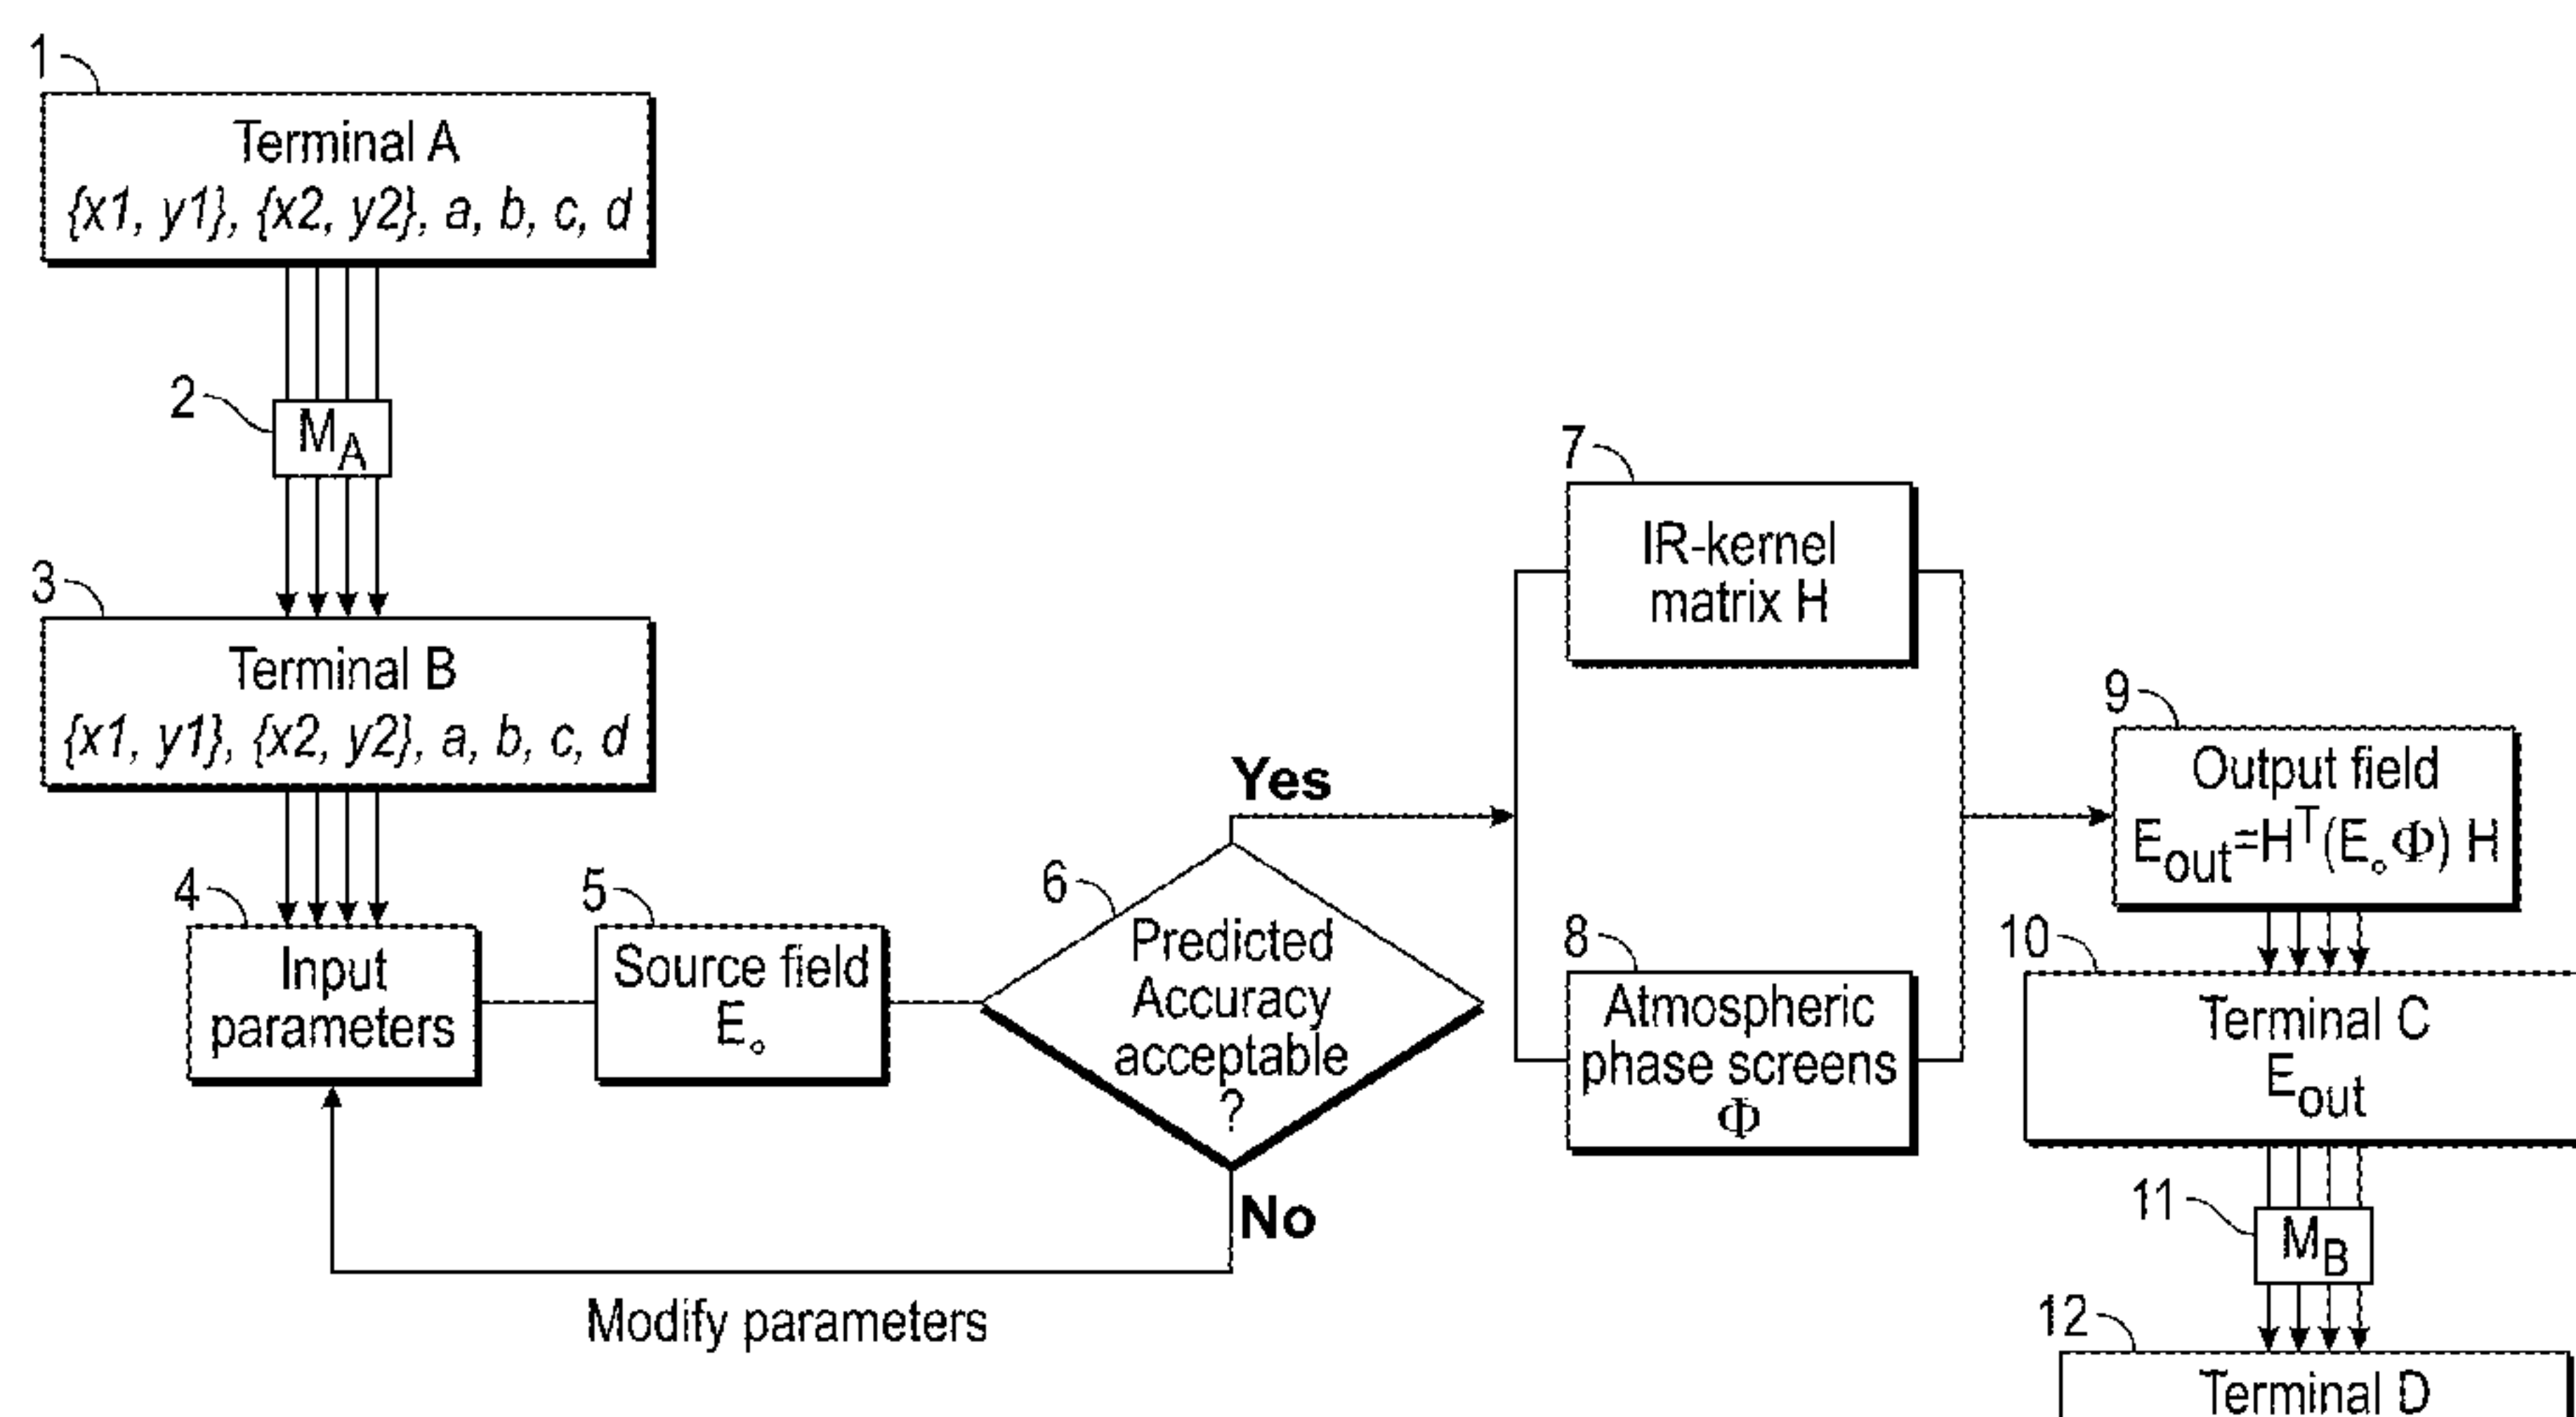 1
Terminal A
{x1, y1}, {x2, y2}, a, b, c, d
2
MA
3
Terminal B
{x1, y1}, {x2, y2}, a, b, c, d
4
Input
parameters
5
Source field
E∘
6
Predicted
Accuracy
acceptable
?
Yes
No
Modify parameters
7
IR-kernel
matrix H
8
Atmospheric
phase screens
Φ
9
Output field
Eout=HT(E∘Φ) H
10
Terminal C
Eout
11
MB
12
Terminal D